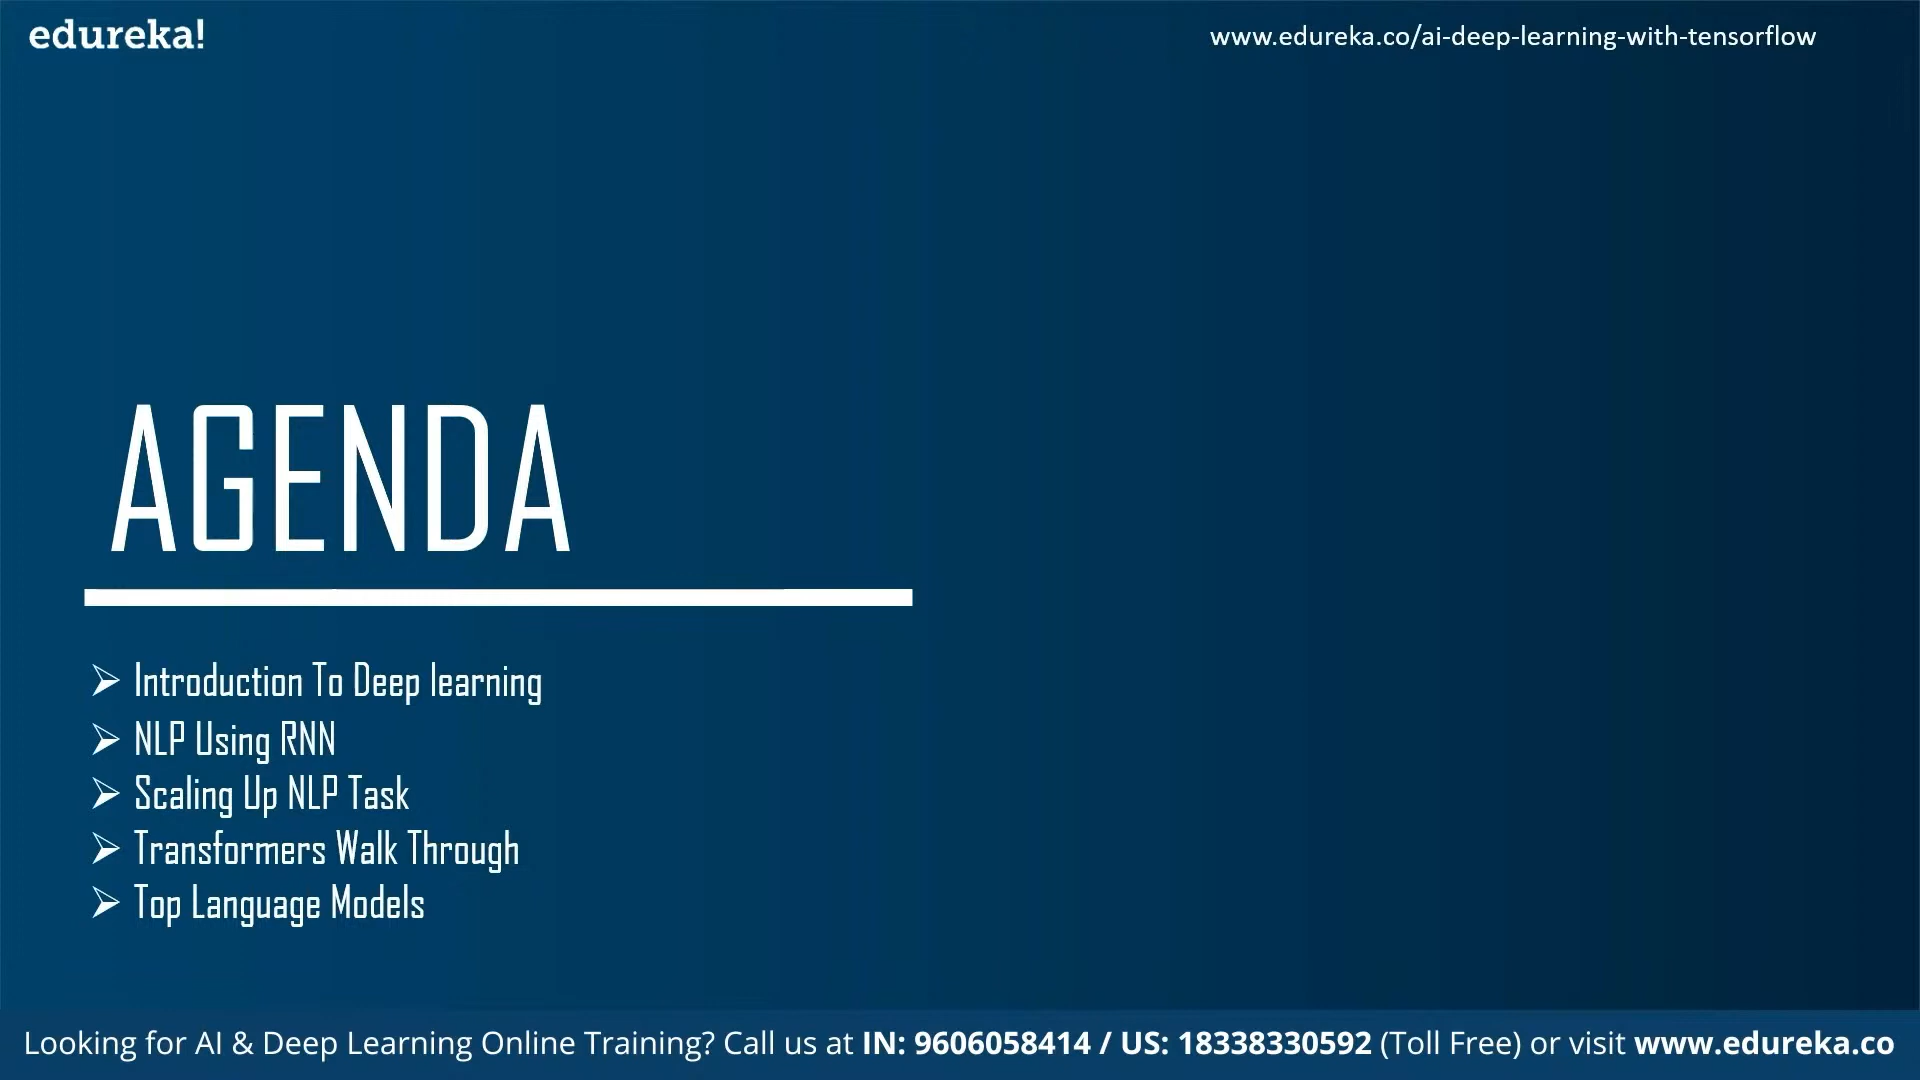 edureka!
www.edureka.co/ai-deep-learning-with-tensorflow
AGENDA
➢ Introduction To Deep learning
➢ NLP Using RNN
➢ Scaling Up NLP Task
➢ Transformers Walk Through
➢ Top Language Models
Looking for AI & Deep Learning Online Training? Call us at IN: 9606058414 / US: 18338330592 (Toll Free) or visit www.edureka.co